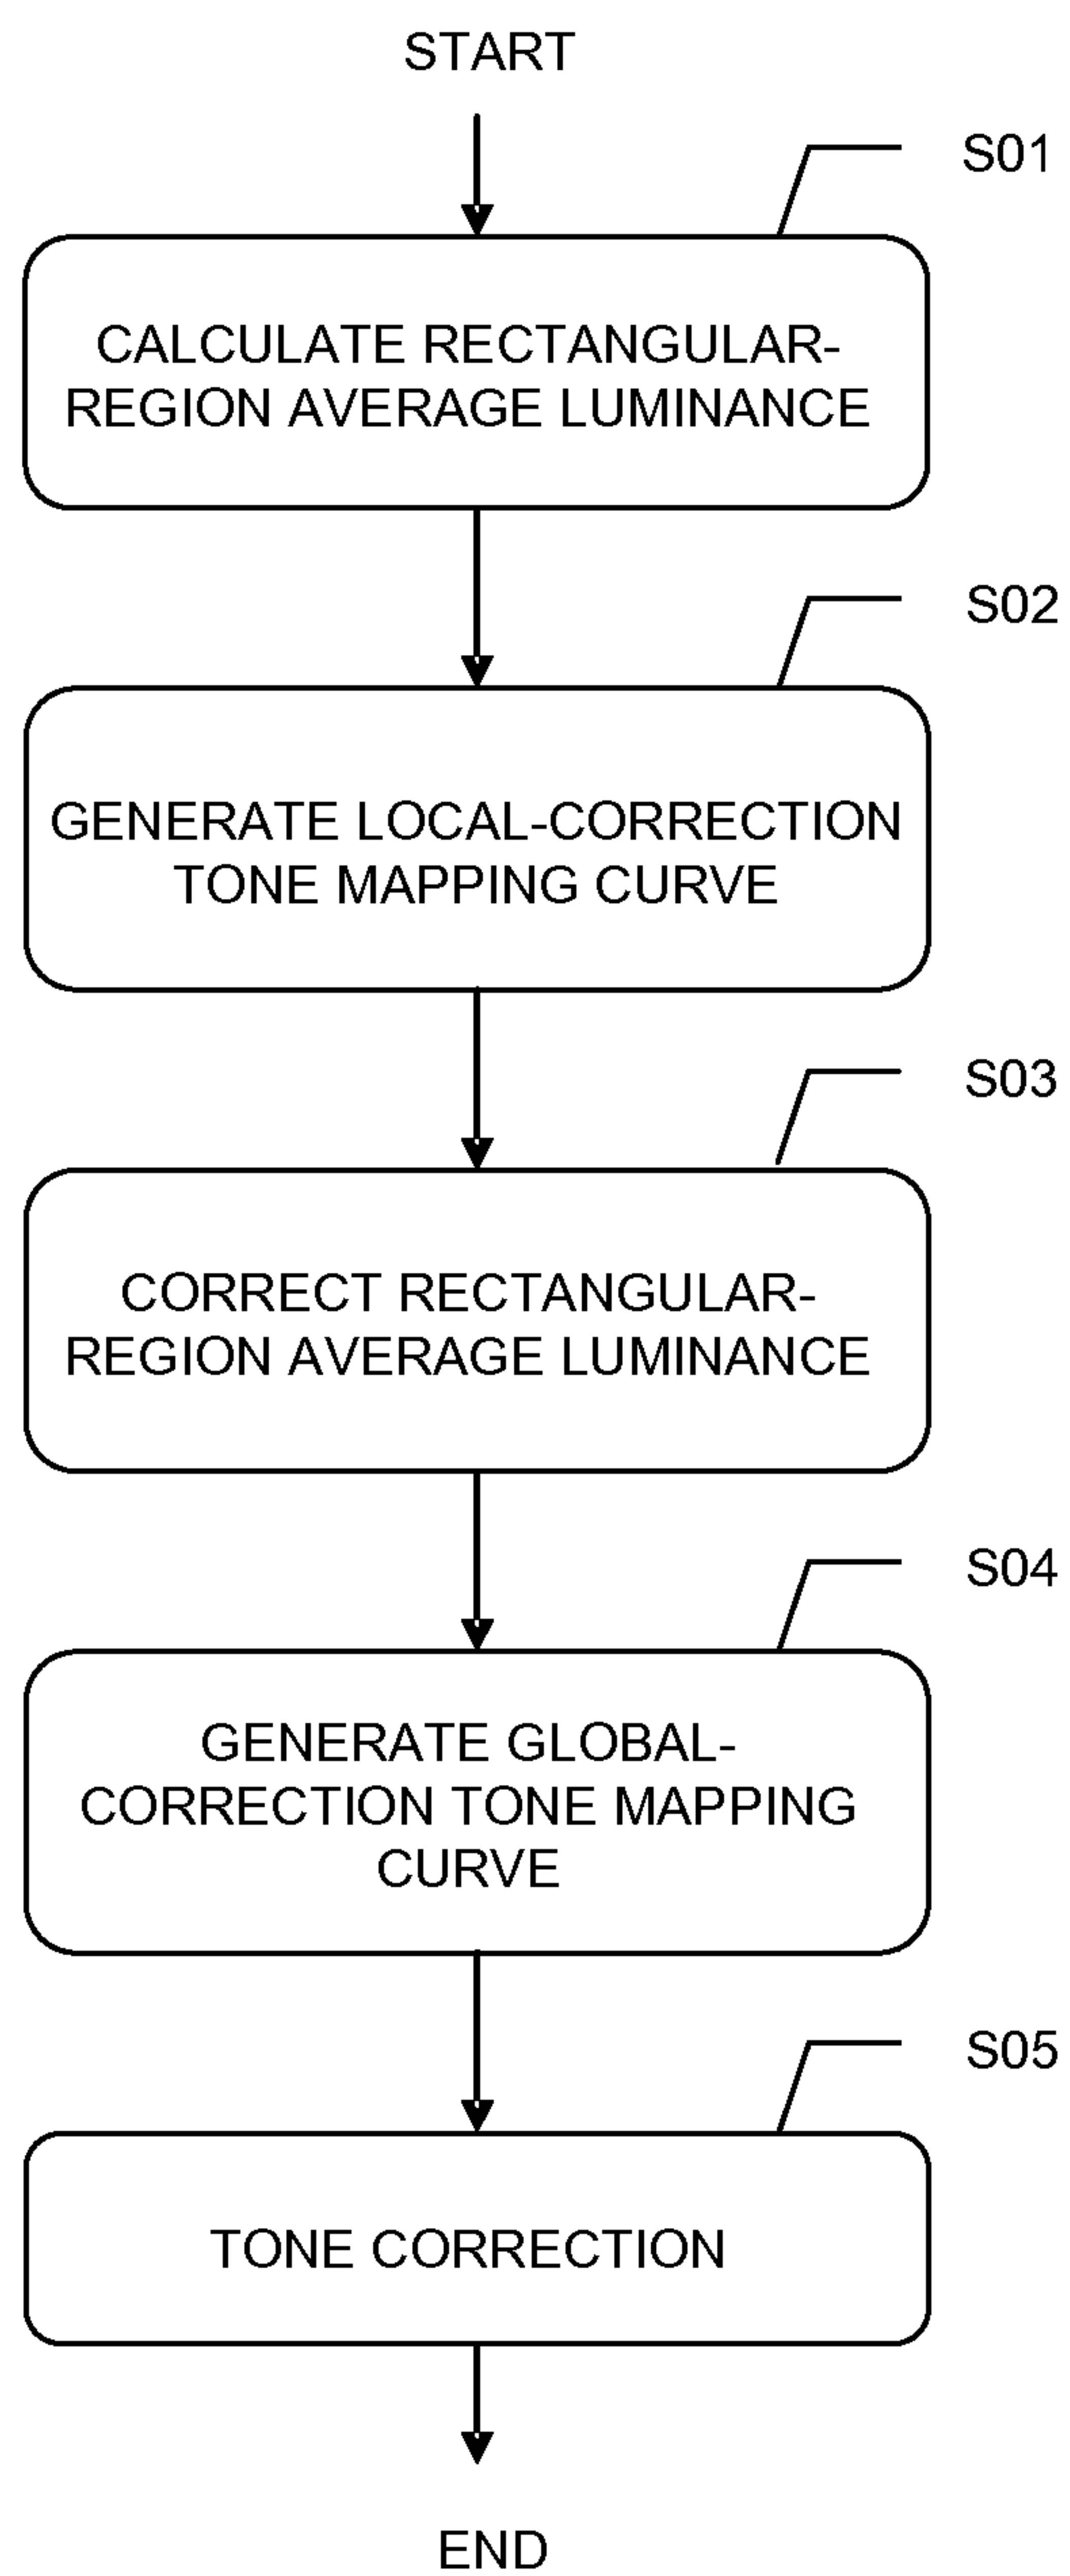 START
S01
CALCULATE RECTANGULAR-
REGION AVERAGE LUMINANCE
S02
GENERATE LOCAL-CORRECTION
TONE MAPPING CURVE
S03
CORRECT RECTANGULAR-
REGION AVERAGE LUMINANCE
S04
GENERATE GLOBAL-
CORRECTION TONE MAPPING
CURVE
S05
TONE CORRECTION
END